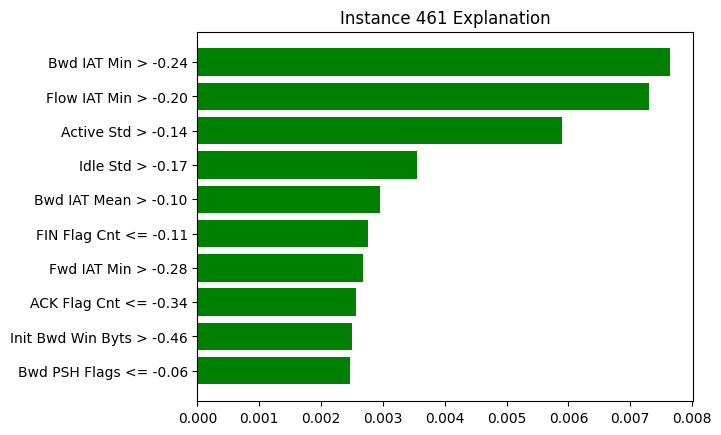 Instance 461 Explanation
Bwd IAT Min > -0.24
Flow IAT Min > -0.20
Active Std > -0.14
Idle Std > -0.17
Bwd IAT Mean > -0.10
FIN Flag Cnt <= -0.11
Fwd IAT Min > -0.28
ACK Flag Cnt <= -0.34
Init Bwd Win Byts > -0.46
Bwd PSH Flags <= -0.06
0.000 0.001 0.002 0.003 0.004 0.005 0.006 0.007 0.008